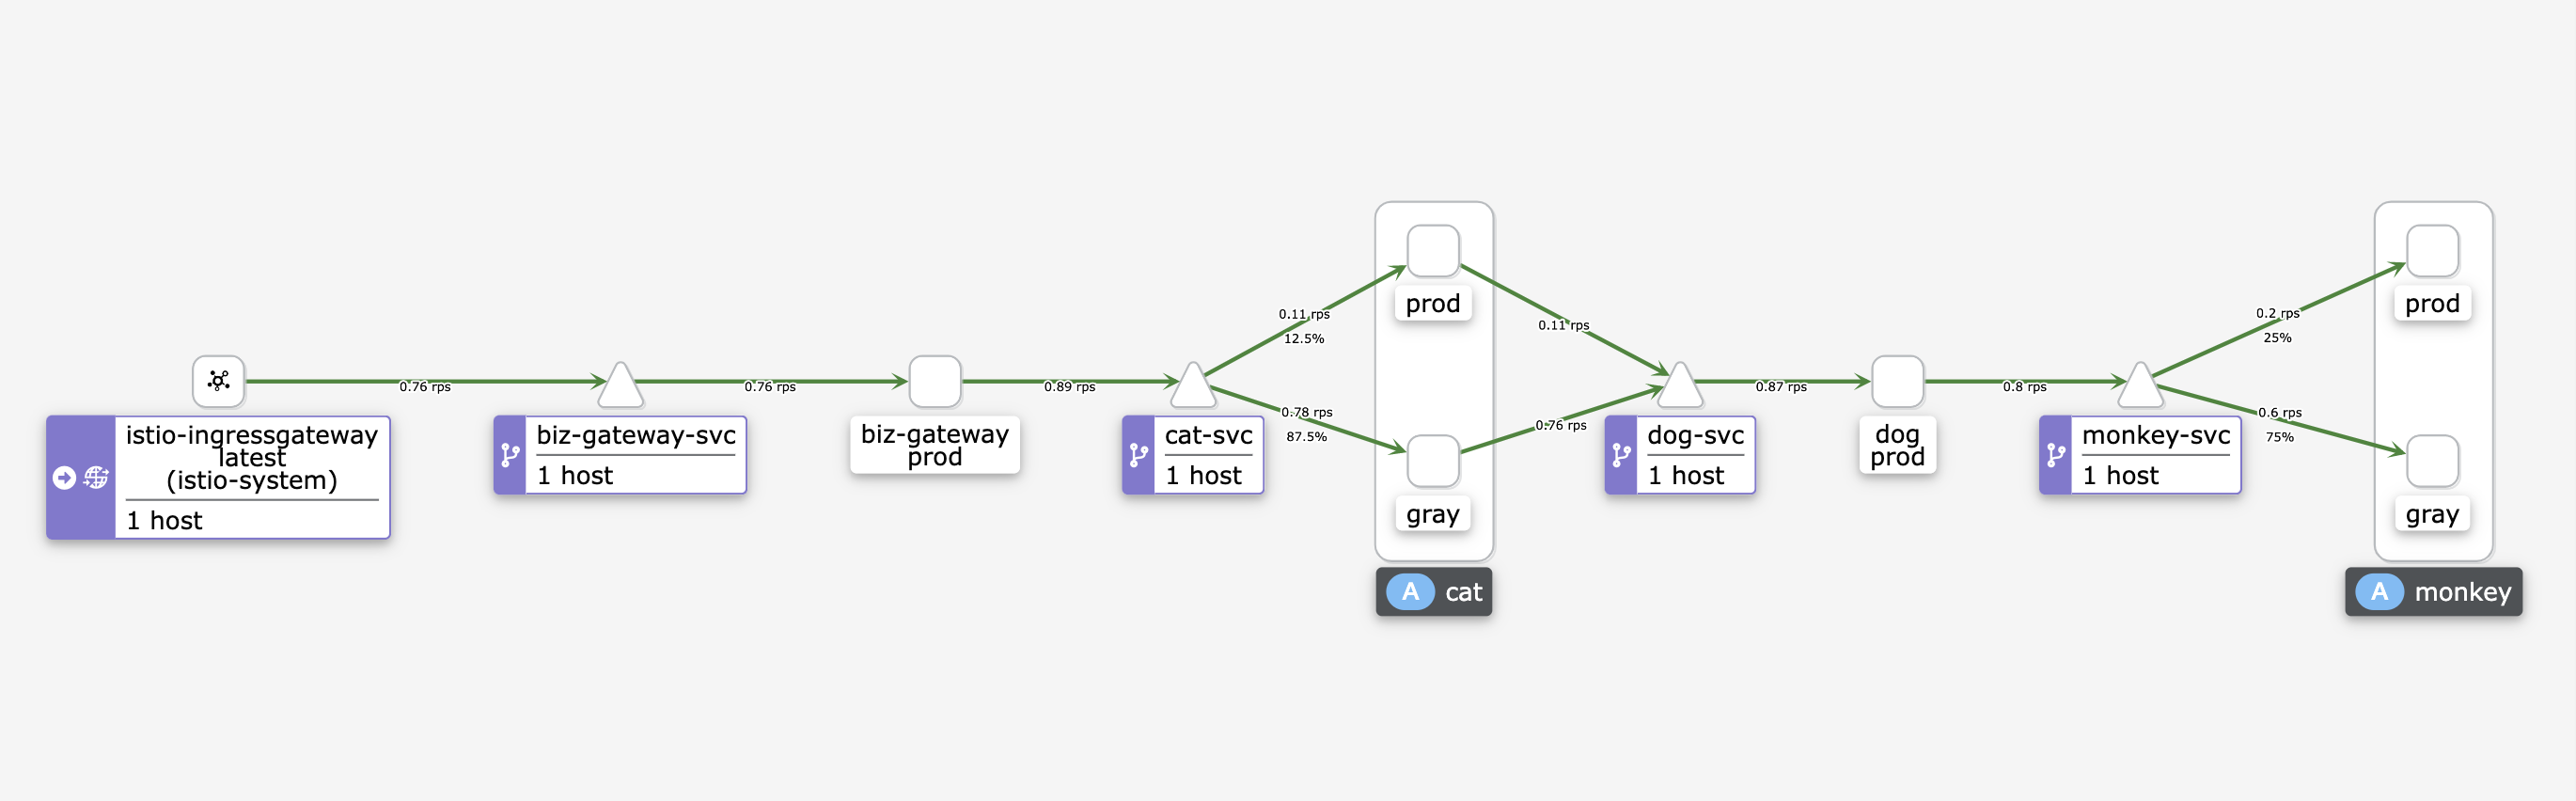 0.76 rps
istio-ingressgateway
latest
(istio-system)
1 host
0.76 rps
biz-gateway-svc
1 host
biz-gateway
prod
0.89 rps
cat-svc
1 host
0.11 rps
12.5%
0.78 rps
87.5%
prod
gray
A cat
0.11 rps
0.76 rps
dog-svc
1 host
0.87 rps
dog
prod
0.8 rps
monkey-svc
1 host
0.2 rps
25%
0.6 rps
75%
prod
gray
A monkey